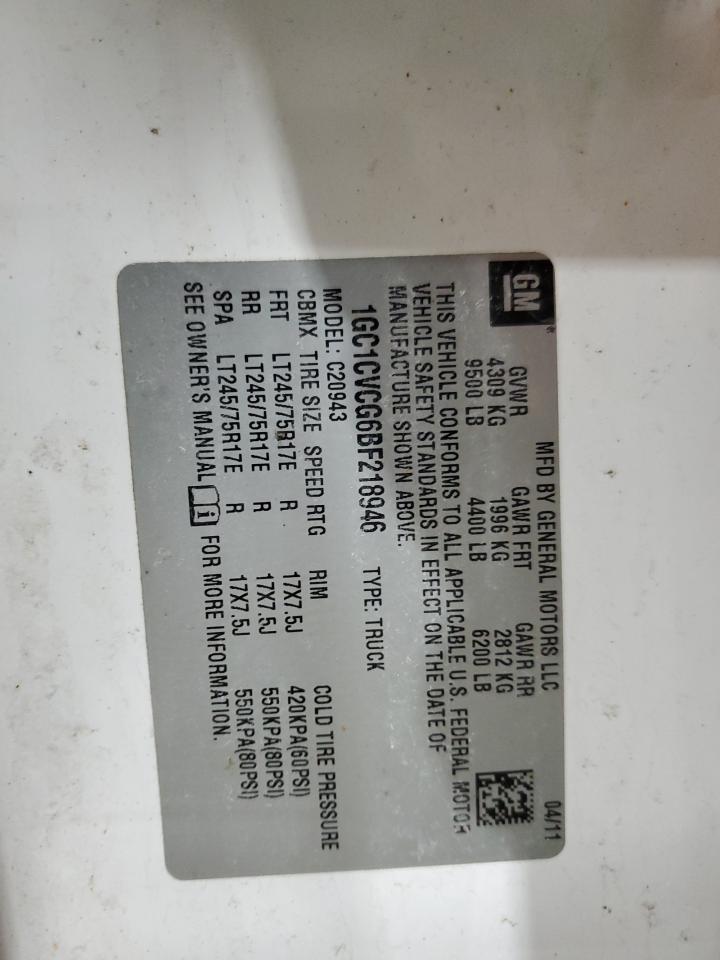 GM
MFD BY GENERAL MOTORS LLC 04/11
GVWR GAWR FRT GAWR RR
4309 KG 1996 KG 2812 KG
9500 LB 4400 LB 6200 LB
THIS VEHICLE CONFORMS TO ALL APPLICABLE U.S. FEDERAL MOTOR
VEHICLE SAFETY STANDARDS IN EFFECT ON THE DATE OF
MANUFACTURE SHOWN ABOVE.
1GC1CVCG6BF218946 TYPE: TRUCK
MODEL: C20943
CBMX TIRE SIZE SPEED RTG RIM COLD TIRE PRESSURE
FRT LT245/75R17E R 17X7.5J 420KPA(60PSI)
RR LT245/75R17E R 17X7.5J 550KPA(80PSI)
SPA LT245/75R17E R 17X7.5J 550KPA(80PSI)
SEE OWNER'S MANUAL i FOR MORE INFORMATION.